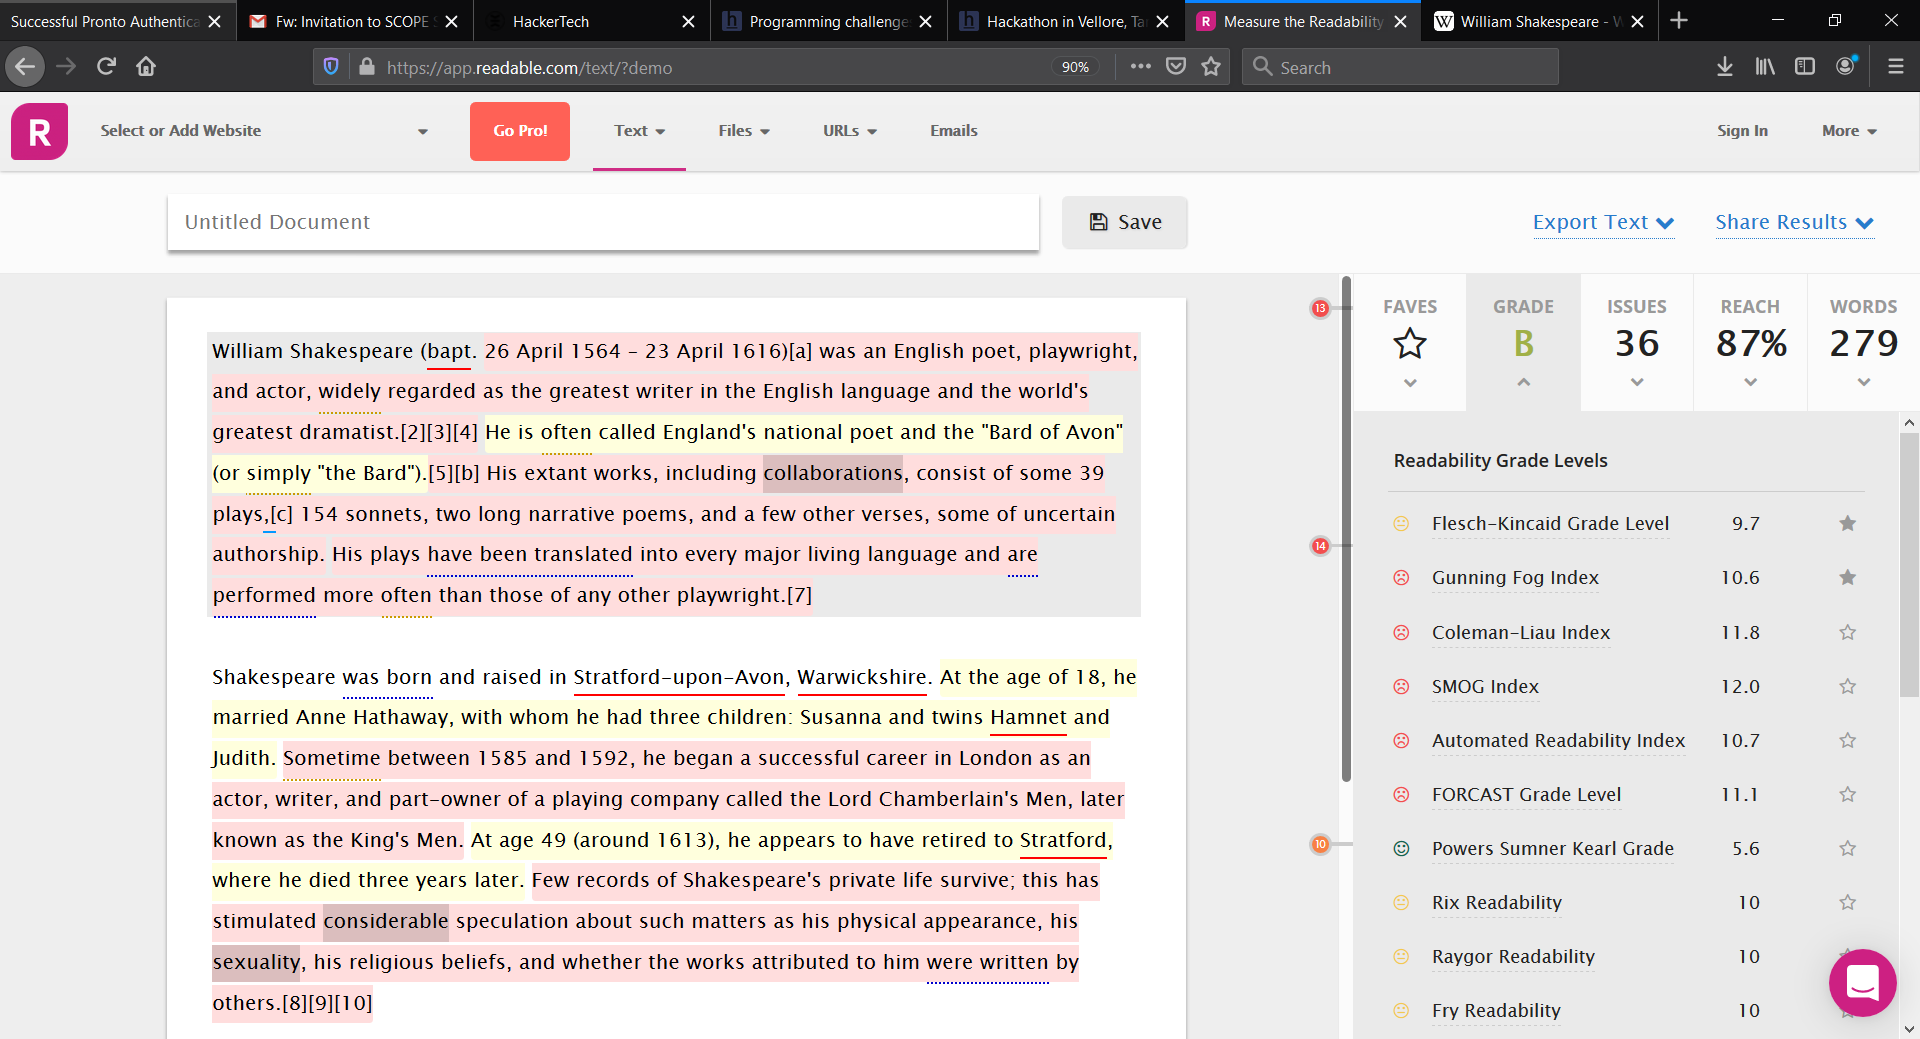 Successful Pronto Authentica
Fw: Invitation to SCOPE
HackerTech
Programming challenge
Hackathon in Vellore, Ta
R Measure the Readability
W William Shakespeare - W
https://app.readable.com/text/?demo
90%
Search
R
Select or Add Website
Go Pro!
Text
Files
URLs
Emails
Sign In
More
Untitled Document
Save
Export Text
Share Results
William Shakespeare (bapt. 26 April 1564 – 23 April 1616)[a] was an English poet, playwright,
and actor, widely regarded as the greatest writer in the English language and the world's
greatest dramatist.[2][3][4] He is often called England's national poet and the "Bard of Avon"
(or simply "the Bard").[5][b] His extant works, including collaborations, consist of some 39
plays,[c] 154 sonnets, two long narrative poems, and a few other verses, some of uncertain
authorship. His plays have been translated into every major living language and are
performed more often than those of any other playwright.[7]
Shakespeare was born and raised in Stratford-upon-Avon, Warwickshire. At the age of 18, he
married Anne Hathaway, with whom he had three children: Susanna and twins Hamnet and
Judith. Sometime between 1585 and 1592, he began a successful career in London as an
actor, writer, and part-owner of a playing company called the Lord Chamberlain's Men, later
known as the King's Men. At age 49 (around 1613), he appears to have retired to Stratford,
where he died three years later. Few records of Shakespeare's private life survive; this has
stimulated considerable speculation about such matters as his physical appearance, his
sexuality, his religious beliefs, and whether the works attributed to him were written by
others.[8][9][10]
13
14
10
FAVES
GRADE
B
ISSUES
36
REACH
87%
WORDS
279
Readability Grade Levels
Flesch-Kincaid Grade Level 9.7
Gunning Fog Index 10.6
Coleman-Liau Index 11.8
SMOG Index 12.0
Automated Readability Index 10.7
FORCAST Grade Level 11.1
Powers Sumner Kearl Grade 5.6
Rix Readability 10
Raygor Readability 10
Fry Readability 10